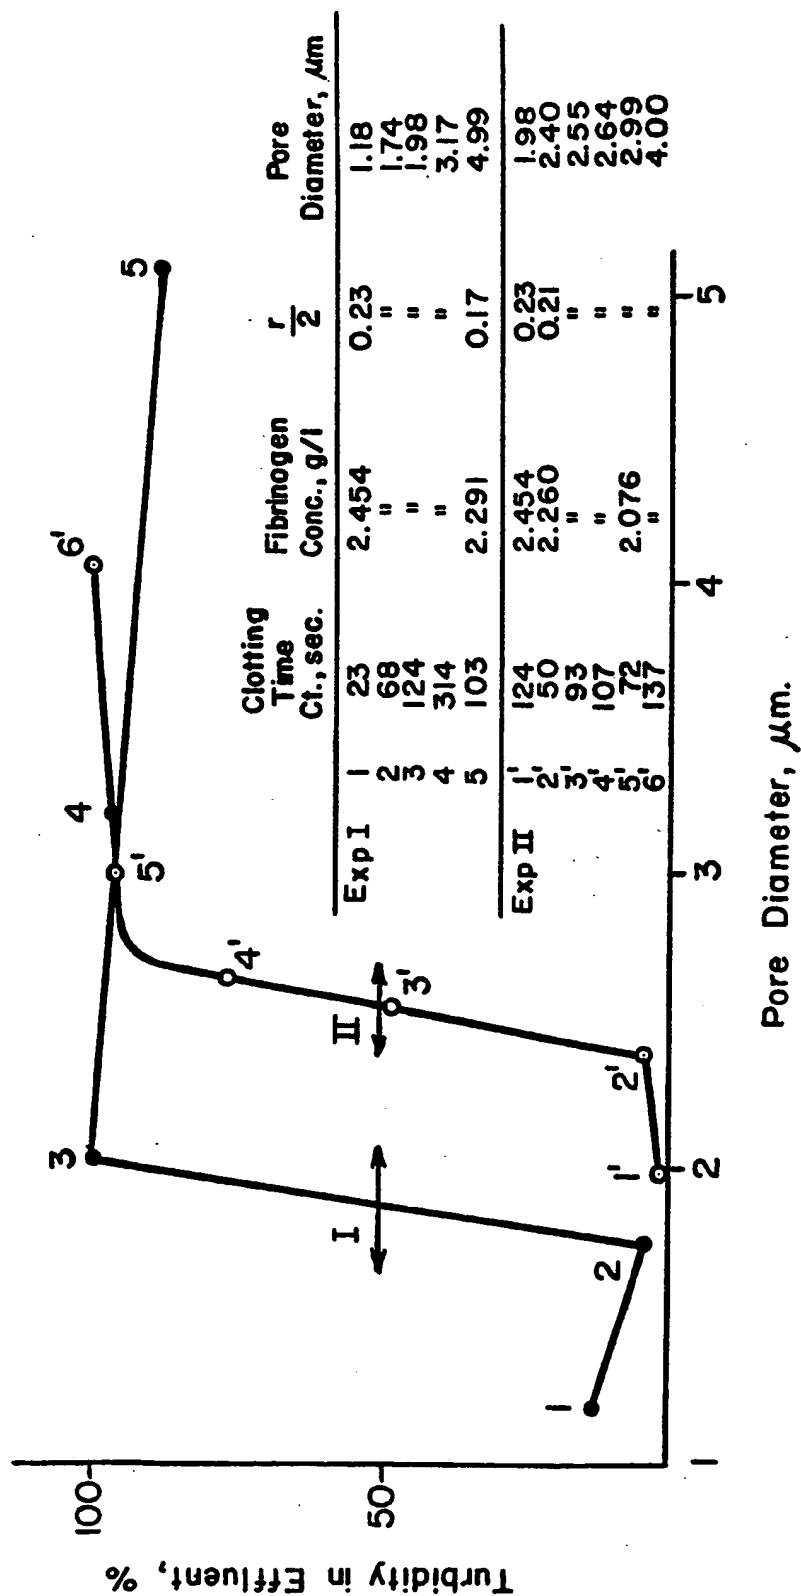 Turbidity in Effluent, %
100
50
1
2
3
4
5
Pore Diameter, μm.
1
2
3
4
5
1'
2'
3'
4'
5'
6'
I
II
Clotting Time Ct., sec. Fibrinogen Conc., g/l r/2 Pore Diameter, μm
Exp I 1 23 2.454 0.23 1.18
2 68 " " 1.74
3 124 " " 1.98
4 314 " " 3.17
5 103 2.291 0.17 4.99
Exp II 1' 124 2.454 0.23 1.98
2' 50 2.260 0.21 2.40
3' 93 " " 2.55
4' 107 " " 2.64
5' 72 2.076 " 2.99
6' 137 " " 4.00